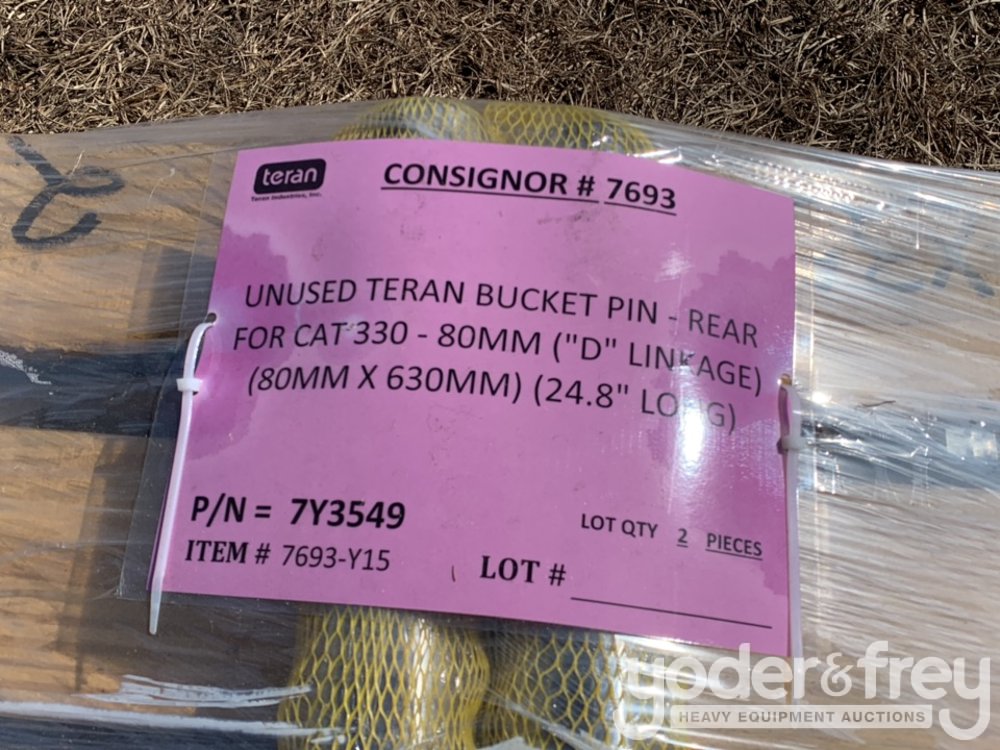 teran
Teran Industries, Inc.
CONSIGNOR # 7693
UNUSED TERAN BUCKET PIN - REAR
FOR CAT 330 - 80MM ("D" LINKAGE)
(80MM X 630MM) (24.8" LONG)
P/N = 7Y3549
LOT QTY 2 PIECES
ITEM # 7693-Y15
LOT #
yoder&frey
HEAVY EQUIPMENT AUCTIONS